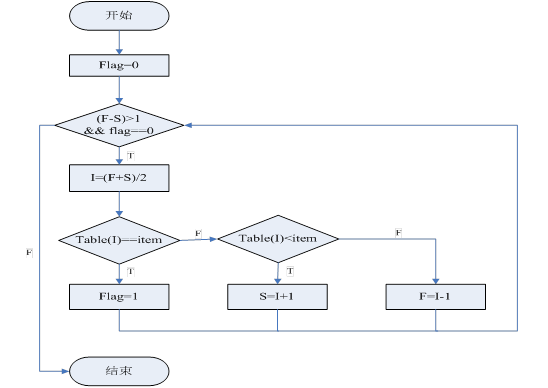 开始
Flag=0
(F-S)>1
&& flag==0
T
I=(F+S)/2
Table(I)==item
F
Table(I)<item
F
F
T
T
Flag=1
S=I+1
F=I-1
结束